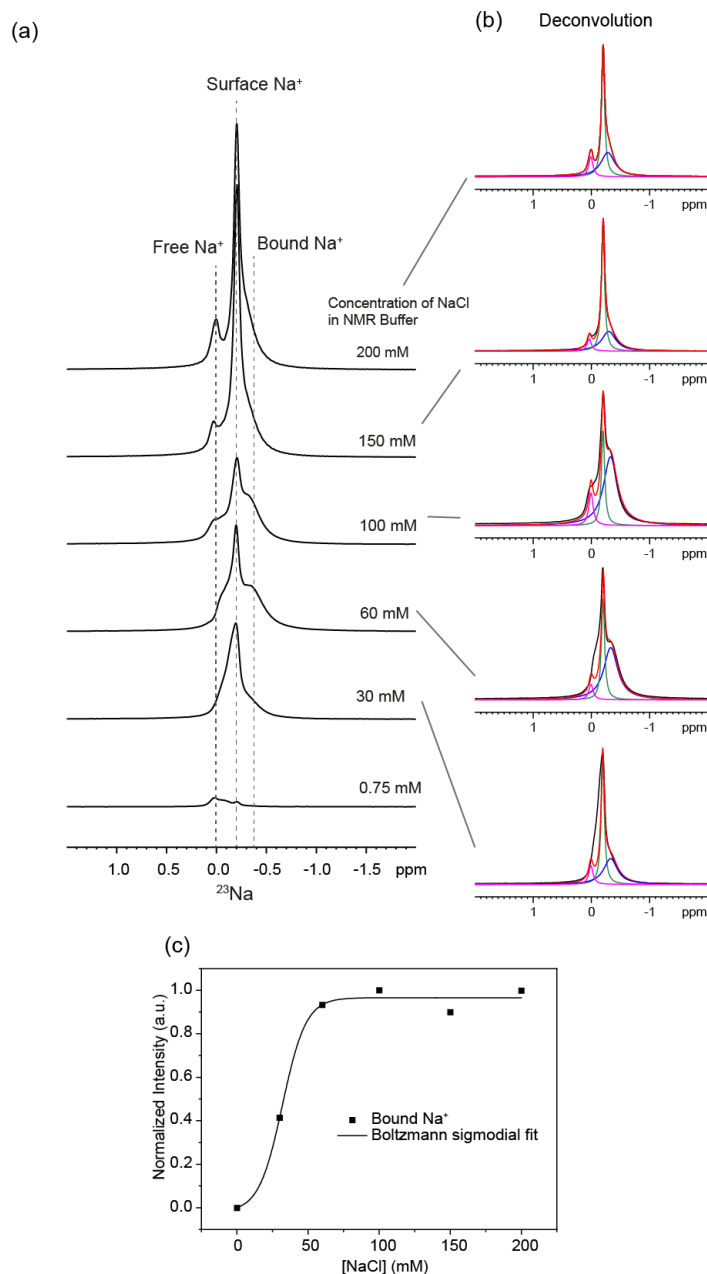 (a)
(b)
Deconvolution
Surface Na⁺
Free Na⁺
Bound Na⁺
Concentration of NaCl
in NMR Buffer
200 mM
150 mM
100 mM
60 mM
30 mM
0.75 mM
1.0 0.5 0.0 -0.5 -1.0 -1.5 ppm
²³Na
1 0 -1 ppm
1 0 -1 ppm
1 0 -1 ppm
1 0 -1 ppm
1 0 -1 ppm
(c)
Normalized Intensity (a.u.)
1.0
0.8
0.6
0.4
0.2
0.0
Bound Na⁺
Boltzmann sigmodial fit
0 50 100 150 200
[NaCl] (mM)